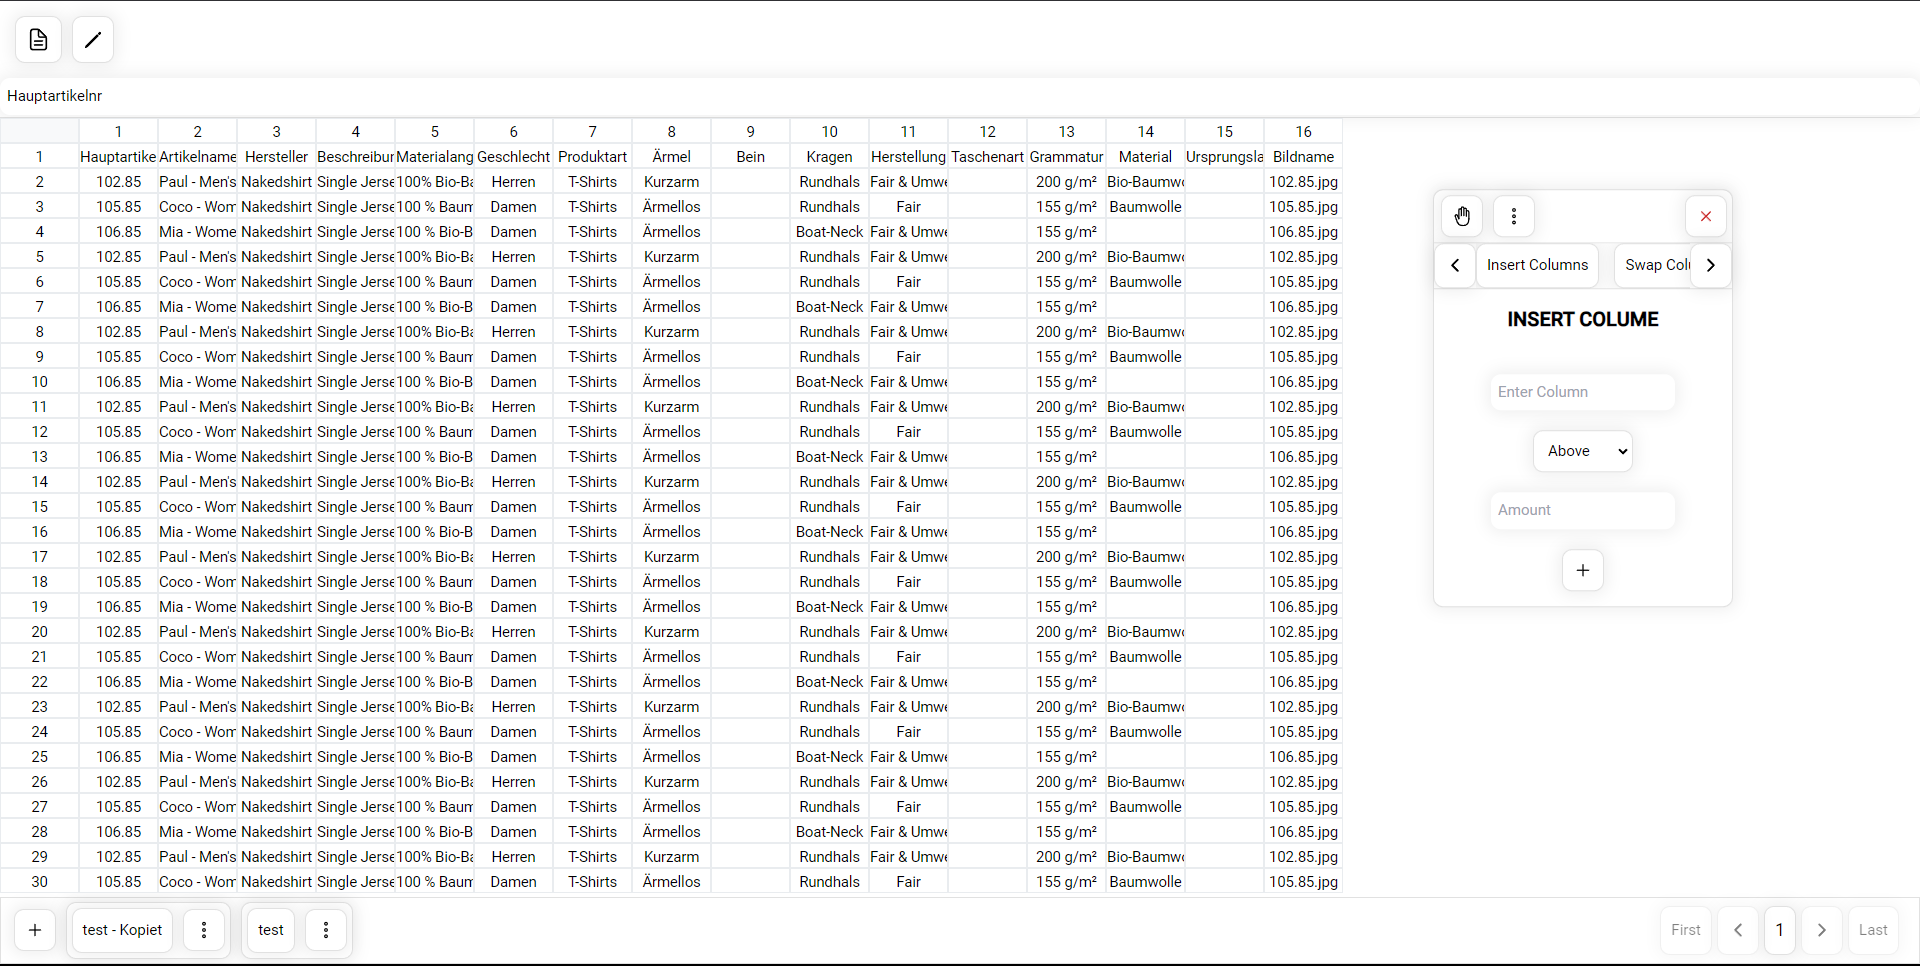 Hauptartikelnr
1 2 3 4 5 6 7 8 9 10 11 12 13 14 15 16
1 Hauptartike Artikelname Hersteller Beschreibur Materialang Geschlecht Produktart Ärmel Bein Kragen Herstellung Taschenart Grammatur Material Ursprungsla Bildname
2 102.85 Paul - Men's Nakedshirt Single Jerse 100% Bio-Ba Herren T-Shirts Kurzarm Rundhals Fair & Umwe 200 g/m² Bio-Baumwo 102.85.jpg
3 105.85 Coco - Wom Nakedshirt Single Jerse 100 % Baum Damen T-Shirts Ärmellos Rundhals Fair 155 g/m² Baumwolle 105.85.jpg
4 106.85 Mia - Wome Nakedshirt Single Jerse 100 % Bio-B Damen T-Shirts Ärmellos Boat-Neck Fair & Umwe 155 g/m² 106.85.jpg
5 102.85 Paul - Men's Nakedshirt Single Jerse 100% Bio-Ba Herren T-Shirts Kurzarm Rundhals Fair & Umwe 200 g/m² Bio-Baumwo 102.85.jpg
6 105.85 Coco - Wom Nakedshirt Single Jerse 100 % Baum Damen T-Shirts Ärmellos Rundhals Fair 155 g/m² Baumwolle 105.85.jpg
7 106.85 Mia - Wome Nakedshirt Single Jerse 100 % Bio-B Damen T-Shirts Ärmellos Boat-Neck Fair & Umwe 155 g/m² 106.85.jpg
8 102.85 Paul - Men's Nakedshirt Single Jerse 100% Bio-Ba Herren T-Shirts Kurzarm Rundhals Fair & Umwe 200 g/m² Bio-Baumwo 102.85.jpg
9 105.85 Coco - Wom Nakedshirt Single Jerse 100 % Baum Damen T-Shirts Ärmellos Rundhals Fair 155 g/m² Baumwolle 105.85.jpg
10 106.85 Mia - Wome Nakedshirt Single Jerse 100 % Bio-B Damen T-Shirts Ärmellos Boat-Neck Fair & Umwe 155 g/m² 106.85.jpg
11 102.85 Paul - Men's Nakedshirt Single Jerse 100% Bio-Ba Herren T-Shirts Kurzarm Rundhals Fair & Umwe 200 g/m² Bio-Baumwo 102.85.jpg
12 105.85 Coco - Wom Nakedshirt Single Jerse 100 % Baum Damen T-Shirts Ärmellos Rundhals Fair 155 g/m² Baumwolle 105.85.jpg
13 106.85 Mia - Wome Nakedshirt Single Jerse 100 % Bio-B Damen T-Shirts Ärmellos Boat-Neck Fair & Umwe 155 g/m² 106.85.jpg
14 102.85 Paul - Men's Nakedshirt Single Jerse 100% Bio-Ba Herren T-Shirts Kurzarm Rundhals Fair & Umwe 200 g/m² Bio-Baumwo 102.85.jpg
15 105.85 Coco - Wom Nakedshirt Single Jerse 100 % Baum Damen T-Shirts Ärmellos Rundhals Fair 155 g/m² Baumwolle 105.85.jpg
16 106.85 Mia - Wome Nakedshirt Single Jerse 100 % Bio-B Damen T-Shirts Ärmellos Boat-Neck Fair & Umwe 155 g/m² 106.85.jpg
17 102.85 Paul - Men's Nakedshirt Single Jerse 100% Bio-Ba Herren T-Shirts Kurzarm Rundhals Fair & Umwe 200 g/m² Bio-Baumwo 102.85.jpg
18 105.85 Coco - Wom Nakedshirt Single Jerse 100 % Baum Damen T-Shirts Ärmellos Rundhals Fair 155 g/m² Baumwolle 105.85.jpg
19 106.85 Mia - Wome Nakedshirt Single Jerse 100 % Bio-B Damen T-Shirts Ärmellos Boat-Neck Fair & Umwe 155 g/m² 106.85.jpg
20 102.85 Paul - Men's Nakedshirt Single Jerse 100% Bio-Ba Herren T-Shirts Kurzarm Rundhals Fair & Umwe 200 g/m² Bio-Baumwo 102.85.jpg
21 105.85 Coco - Wom Nakedshirt Single Jerse 100 % Baum Damen T-Shirts Ärmellos Rundhals Fair 155 g/m² Baumwolle 105.85.jpg
22 106.85 Mia - Wome Nakedshirt Single Jerse 100 % Bio-B Damen T-Shirts Ärmellos Boat-Neck Fair & Umwe 155 g/m² 106.85.jpg
23 102.85 Paul - Men's Nakedshirt Single Jerse 100% Bio-Ba Herren T-Shirts Kurzarm Rundhals Fair & Umwe 200 g/m² Bio-Baumwo 102.85.jpg
24 105.85 Coco - Wom Nakedshirt Single Jerse 100 % Baum Damen T-Shirts Ärmellos Rundhals Fair 155 g/m² Baumwolle 105.85.jpg
25 106.85 Mia - Wome Nakedshirt Single Jerse 100 % Bio-B Damen T-Shirts Ärmellos Boat-Neck Fair & Umwe 155 g/m² 106.85.jpg
26 102.85 Paul - Men's Nakedshirt Single Jerse 100% Bio-Ba Herren T-Shirts Kurzarm Rundhals Fair & Umwe 200 g/m² Bio-Baumwo 102.85.jpg
27 105.85 Coco - Wom Nakedshirt Single Jerse 100 % Baum Damen T-Shirts Ärmellos Rundhals Fair 155 g/m² Baumwolle 105.85.jpg
28 106.85 Mia - Wome Nakedshirt Single Jerse 100 % Bio-B Damen T-Shirts Ärmellos Boat-Neck Fair & Umwe 155 g/m² 106.85.jpg
29 102.85 Paul - Men's Nakedshirt Single Jerse 100% Bio-Ba Herren T-Shirts Kurzarm Rundhals Fair & Umwe 200 g/m² Bio-Baumwo 102.85.jpg
30 105.85 Coco - Wom Nakedshirt Single Jerse 100 % Baum Damen T-Shirts Ärmellos Rundhals Fair 155 g/m² Baumwolle 105.85.jpg
Insert Columns Swap Colu
INSERT COLUME
Enter Column
Above
Amount
+
+ test - Kopiet test First 1 Last